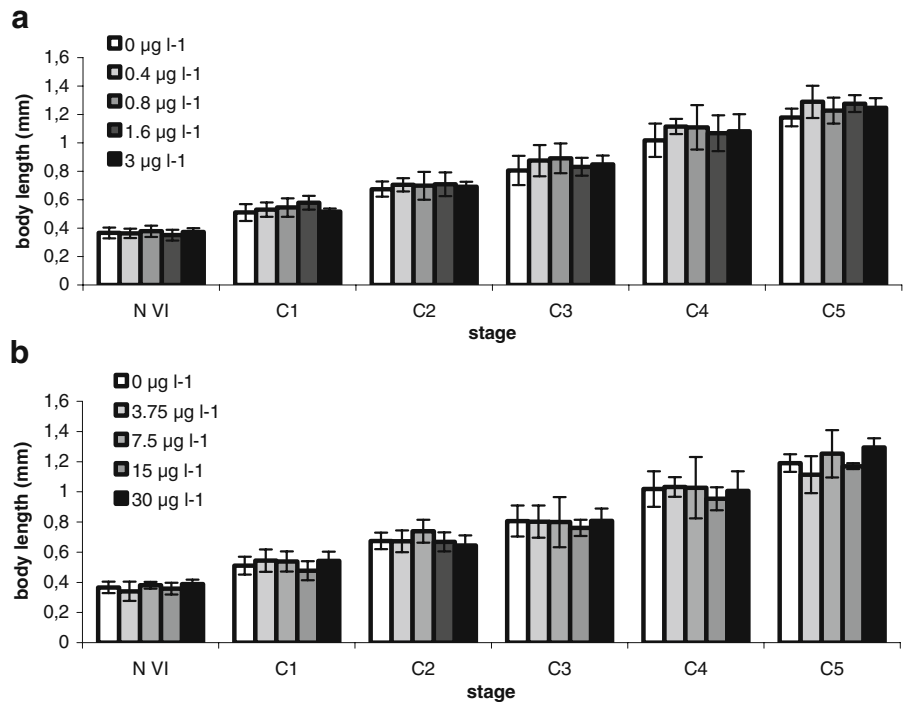 a
0 µg l-1
0.4 µg l-1
0.8 µg l-1
1.6 µg l-1
3 µg l-1
body length (mm)
1,6
1,4
1,2
1
0,8
0,6
0,4
0,2
0
N VI C1 C2 C3 C4 C5
stage
b
0 µg l-1
3.75 µg l-1
7.5 µg l-1
15 µg l-1
30 µg l-1
body length (mm)
1,6
1,4
1,2
1
0,8
0,6
0,4
0,2
0
N VI C1 C2 C3 C4 C5
stage